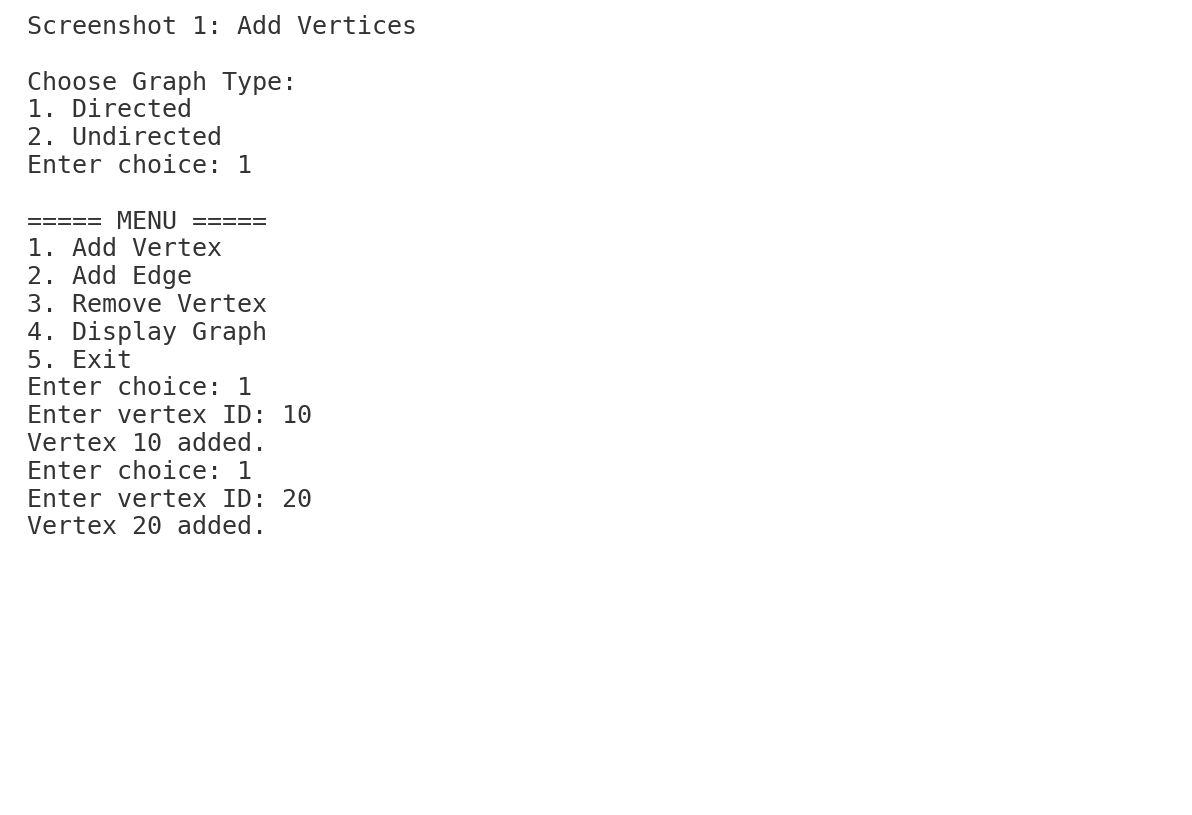 Screenshot 1: Add Vertices
Choose Graph Type:
1. Directed
2. Undirected
Enter choice: 1
===== MENU =====
1. Add Vertex
2. Add Edge
3. Remove Vertex
4. Display Graph
5. Exit
Enter choice: 1
Enter vertex ID: 10
Vertex 10 added.
Enter choice: 1
Enter vertex ID: 20
Vertex 20 added.